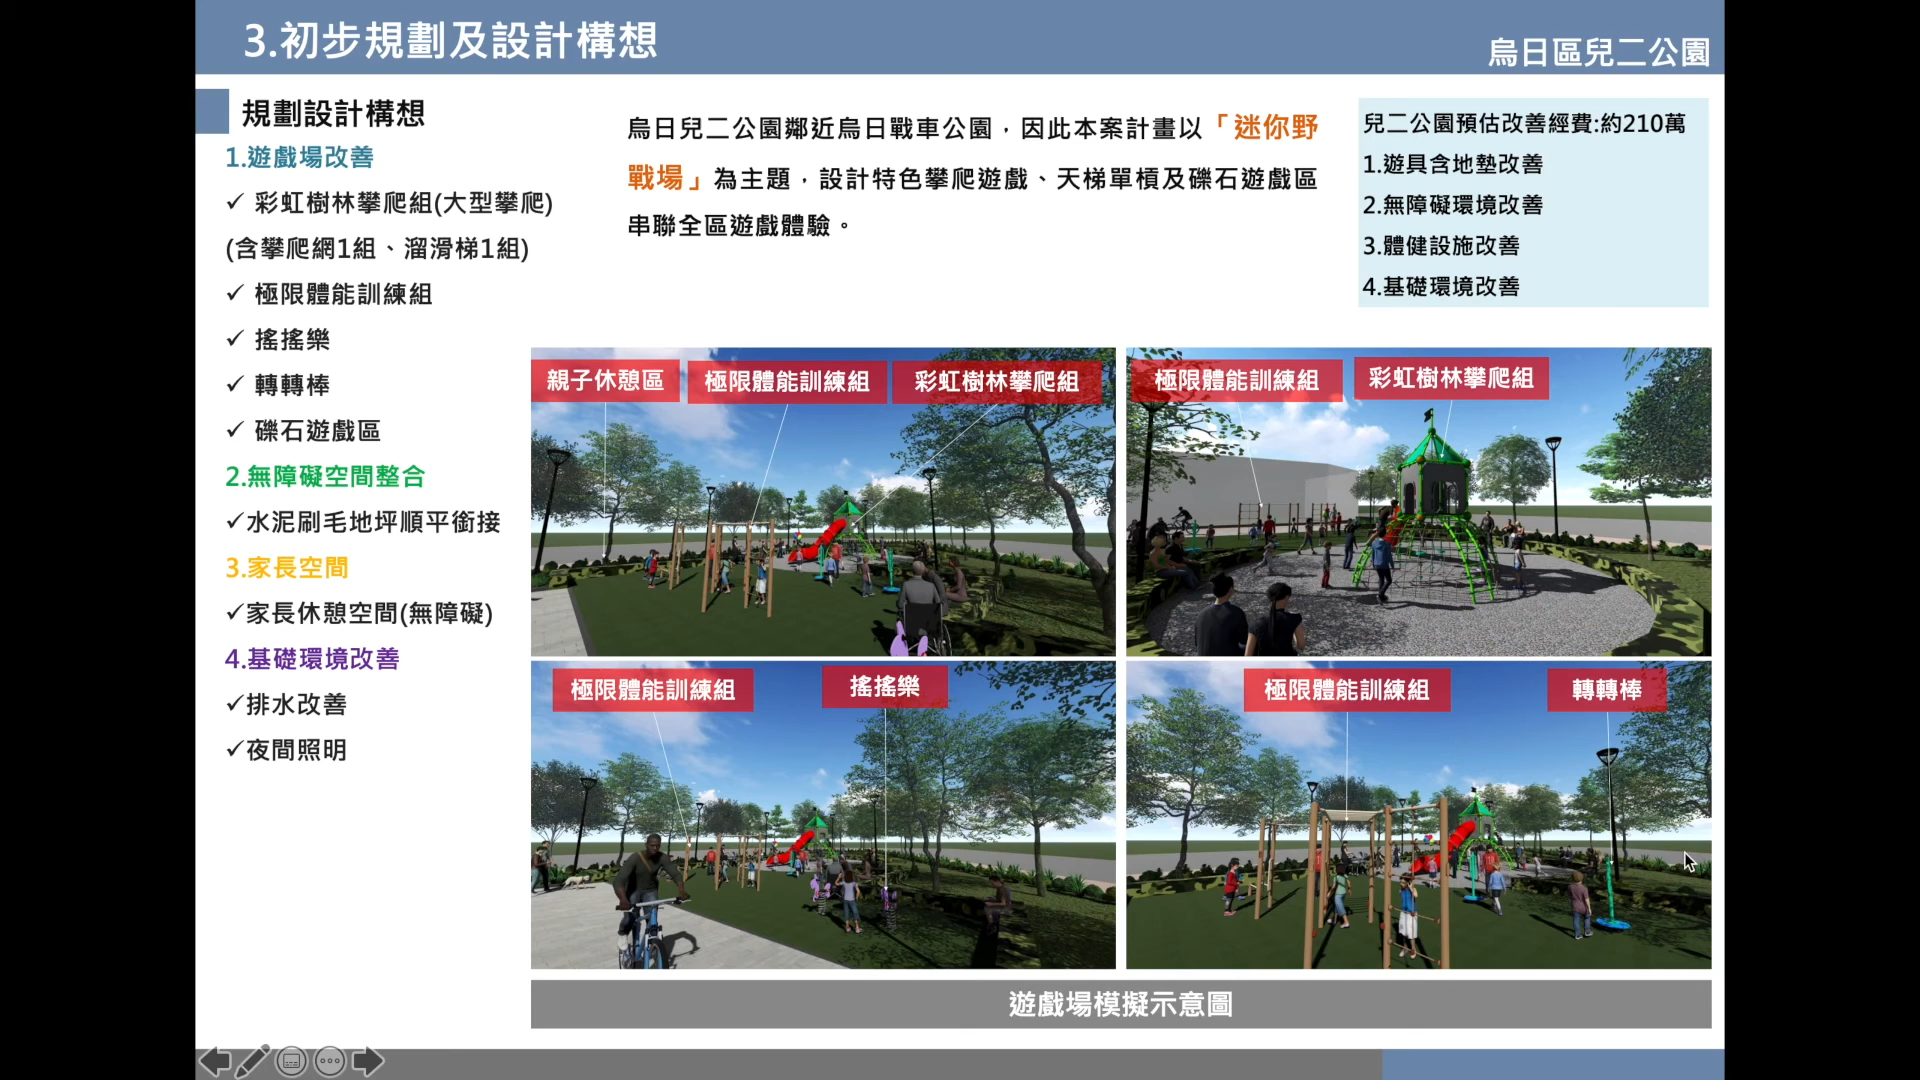 3.初步規劃及設計構想
烏日區兒二公園
規劃設計構想
1.遊戲場改善
✓ 彩虹樹林攀爬組(大型攀爬)
(含攀爬網1組、溜滑梯1組)
✓ 極限體能訓練組
✓ 搖搖樂
✓ 轉轉棒
✓ 礫石遊戲區
2.無障礙空間整合
✓水泥刷毛地坪順平銜接
3.家長空間
✓家長休憩空間(無障礙)
4.基礎環境改善
✓排水改善
✓夜間照明
烏日兒二公園鄰近烏日戰車公園，因此本案計畫以「迷你野
戰場」為主題，設計特色攀爬遊戲、天梯單槓及礫石遊戲區
串聯全區遊戲體驗。
兒二公園預估改善經費:約210萬
1.遊具含地墊改善
2.無障礙環境改善
3.體健設施改善
4.基礎環境改善
親子休憩區
極限體能訓練組
彩虹樹林攀爬組
極限體能訓練組
彩虹樹林攀爬組
極限體能訓練組
搖搖樂
極限體能訓練組
轉轉棒
遊戲場模擬示意圖